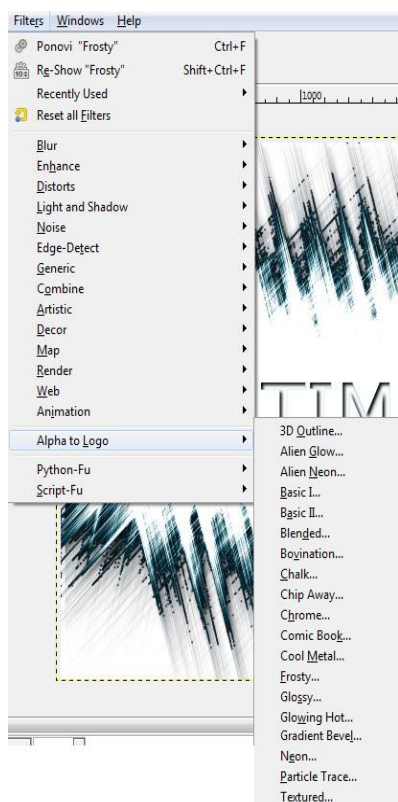 Filters Windows Help
Ponovi "Frosty" Ctrl+F
Re-Show "Frosty" Shift+Ctrl+F
Recently Used
Reset all Filters
1000
Blur
Enhance
Distorts
Light and Shadow
Noise
Edge-Detect
Generic
Combine
Artistic
Decor
Map
Render
Web
Animation
TIM
Alpha to Logo
Python-Fu
Script-Fu
3D Outline...
Alien Glow...
Alien Neon...
Basic I...
Basic II...
Blended...
Bovination...
Chalk...
Chip Away...
Chrome...
Comic Book...
Cool Metal...
Frosty...
Glossy...
Glowing Hot...
Gradient Bevel...
Neon...
Particle Trace...
Textured...